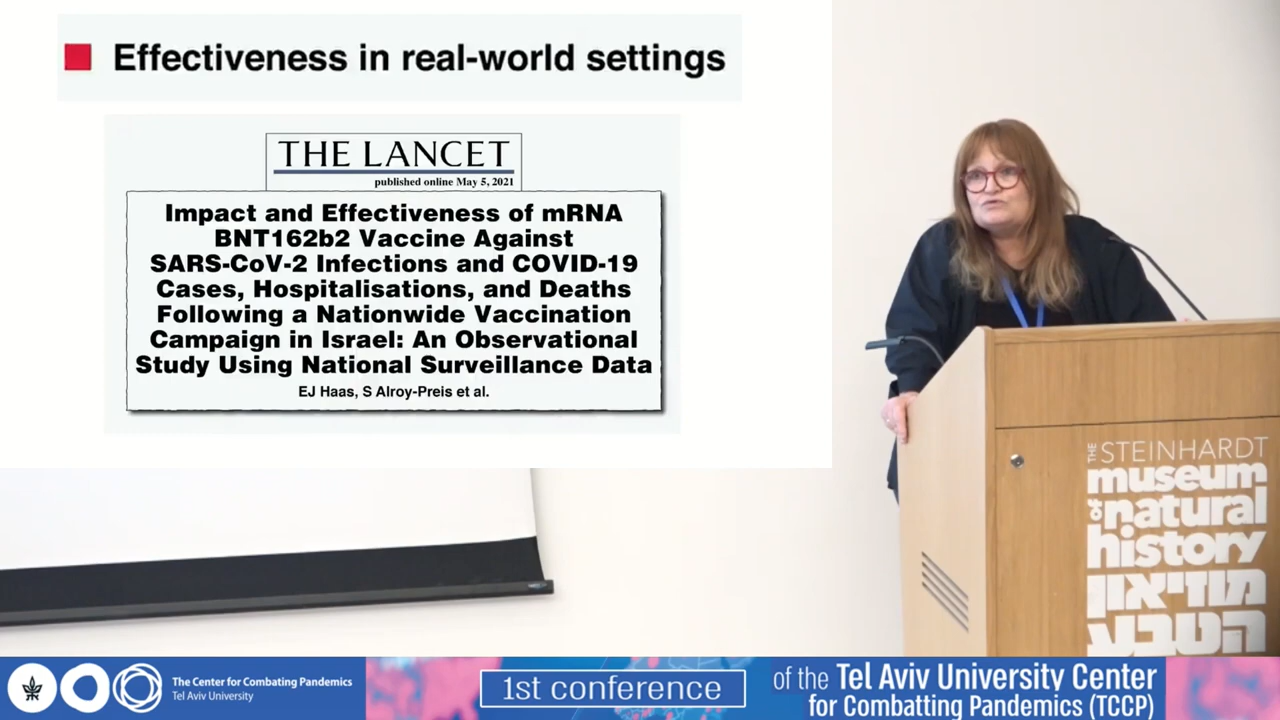 Effectiveness in real-world settings
THE LANCET
published online May 5, 2021
Impact and Effectiveness of mRNA
BNT162b2 Vaccine Against
SARS-CoV-2 Infections and COVID-19
Cases, Hospitalisations, and Deaths
Following a Nationwide Vaccination
Campaign in Israel: An Observational
Study Using National Surveillance Data
EJ Haas, S Alroy-Preis et al.
THE STEINHARDT
museum
of natural
history
מוזיאון
הטבע
The Center for Combating Pandemics
Tel Aviv University
1st conference
of the Tel Aviv University Center
for Combatting Pandemics (TCCP)